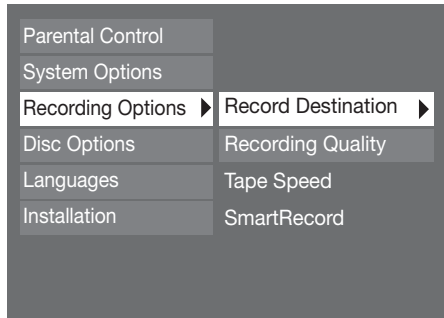 Parental Control
System Options
Recording Options
Record Destination
Disc Options
Recording Quality
Languages
Tape Speed
Installation
SmartRecord